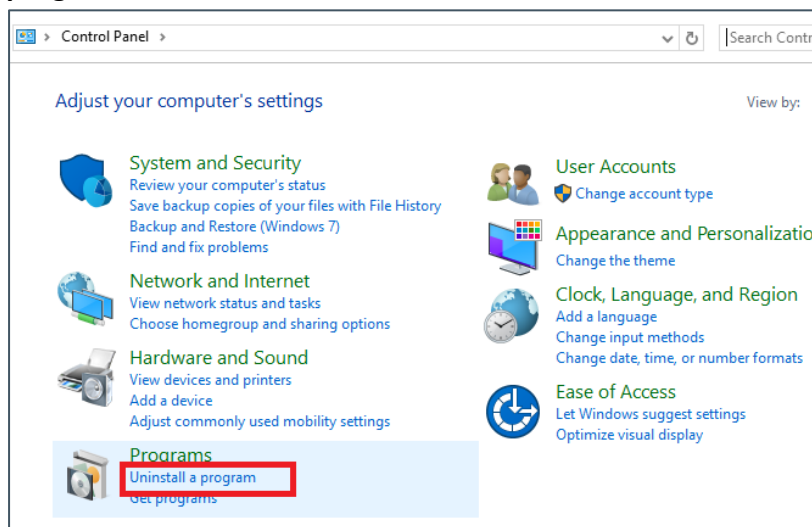 Control Panel
Search Contr
Adjust your computer's settings
View by:
System and Security
Review your computer's status
Save backup copies of your files with File History
Backup and Restore (Windows 7)
Find and fix problems
Network and Internet
View network status and tasks
Choose homegroup and sharing options
Hardware and Sound
View devices and printers
Add a device
Adjust commonly used mobility settings
Programs
Uninstall a program
Get programs
User Accounts
Change account type
Appearance and Personalizatio
Change the theme
Clock, Language, and Region
Add a language
Change input methods
Change date, time, or number formats
Ease of Access
Let Windows suggest settings
Optimize visual display